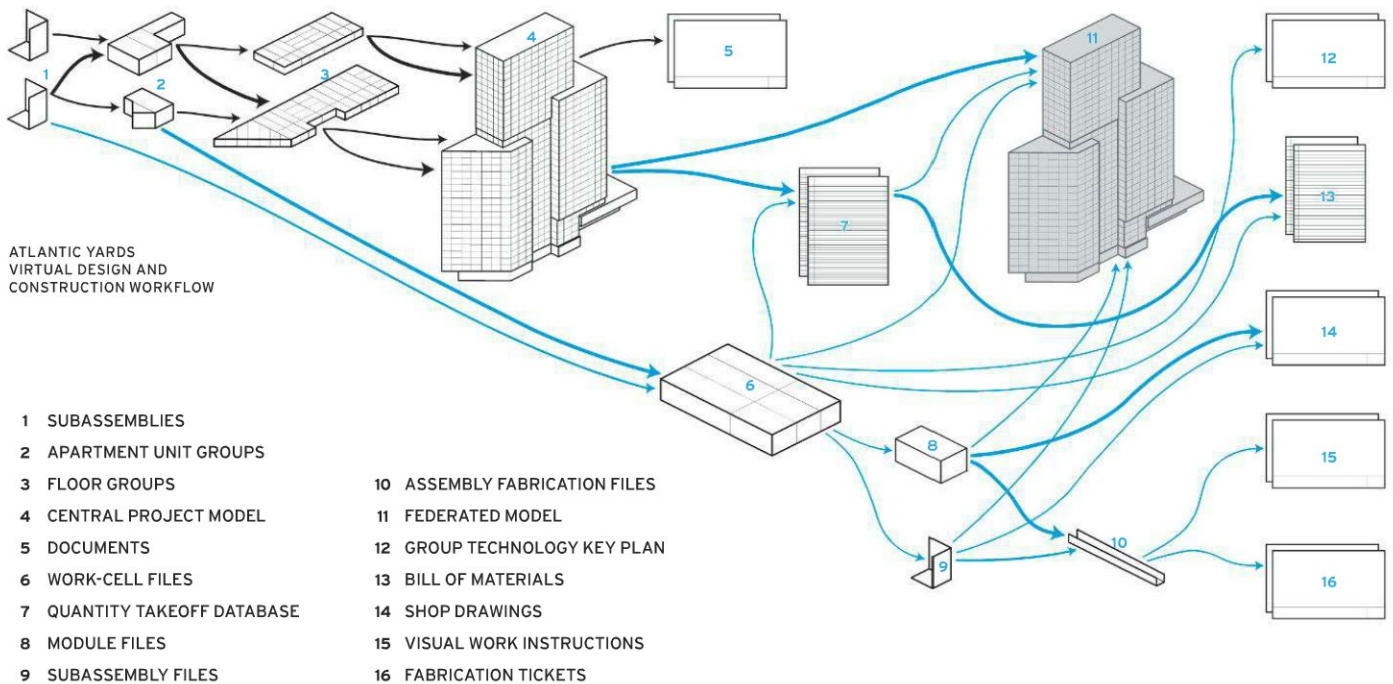 1
2
3
4
5
6
7
8
9
10
11
12
13
14
15
16
ATLANTIC YARDS
VIRTUAL DESIGN AND
CONSTRUCTION WORKFLOW
1 SUBASSEMBLIES
2 APARTMENT UNIT GROUPS
3 FLOOR GROUPS
4 CENTRAL PROJECT MODEL
5 DOCUMENTS
6 WORK-CELL FILES
7 QUANTITY TAKEOFF DATABASE
8 MODULE FILES
9 SUBASSEMBLY FILES
10 ASSEMBLY FABRICATION FILES
11 FEDERATED MODEL
12 GROUP TECHNOLOGY KEY PLAN
13 BILL OF MATERIALS
14 SHOP DRAWINGS
15 VISUAL WORK INSTRUCTIONS
16 FABRICATION TICKETS